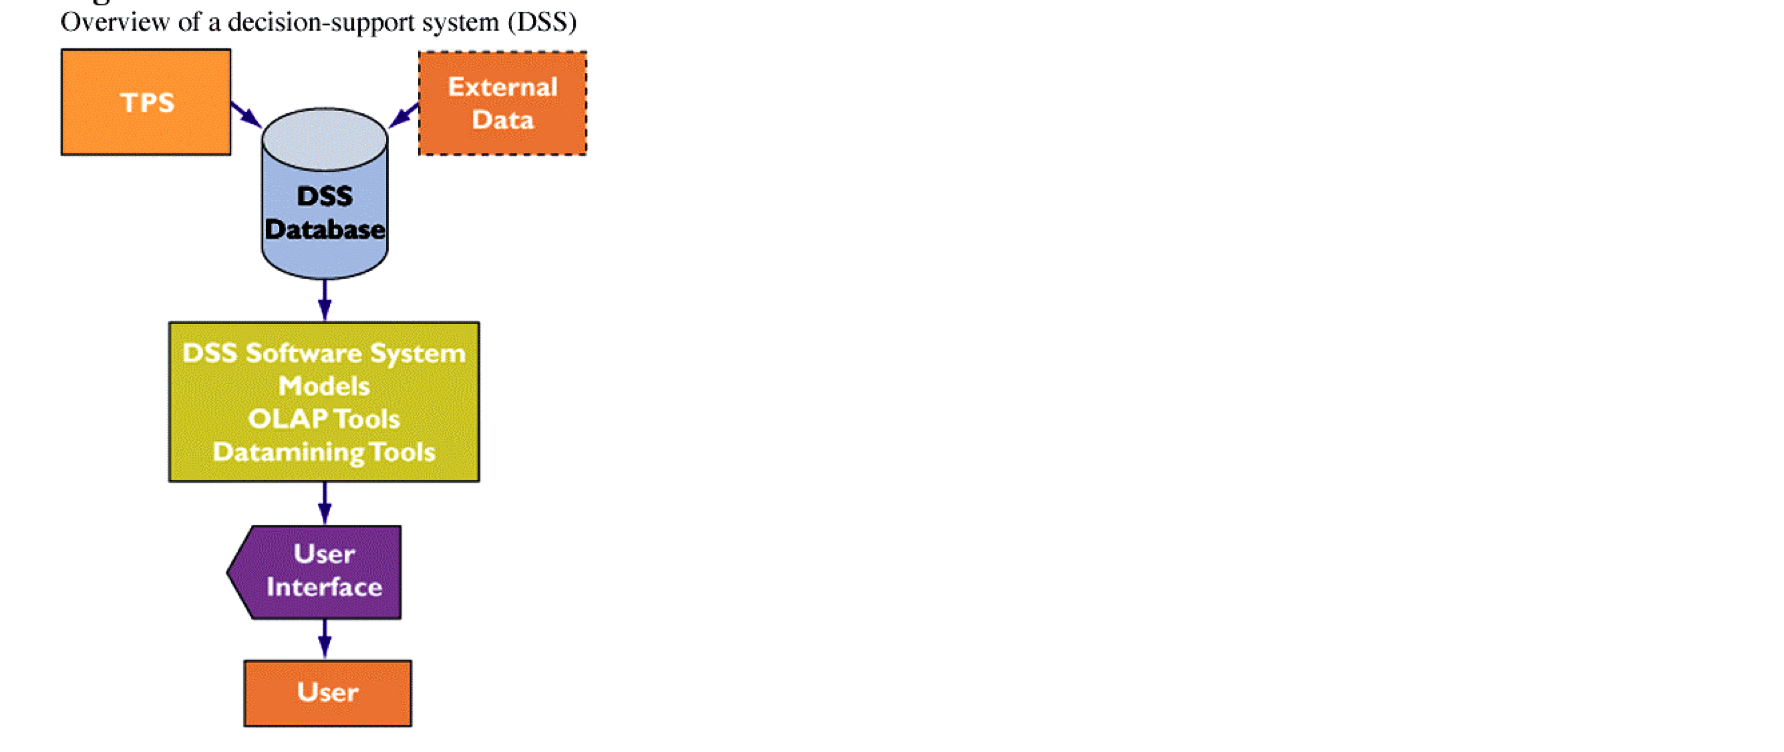 Overview of a decision-support system (DSS)
TPS
External
Data
DSS
Database
DSS Software System
Models
OLAP Tools
Datamining Tools
User
Interface
User